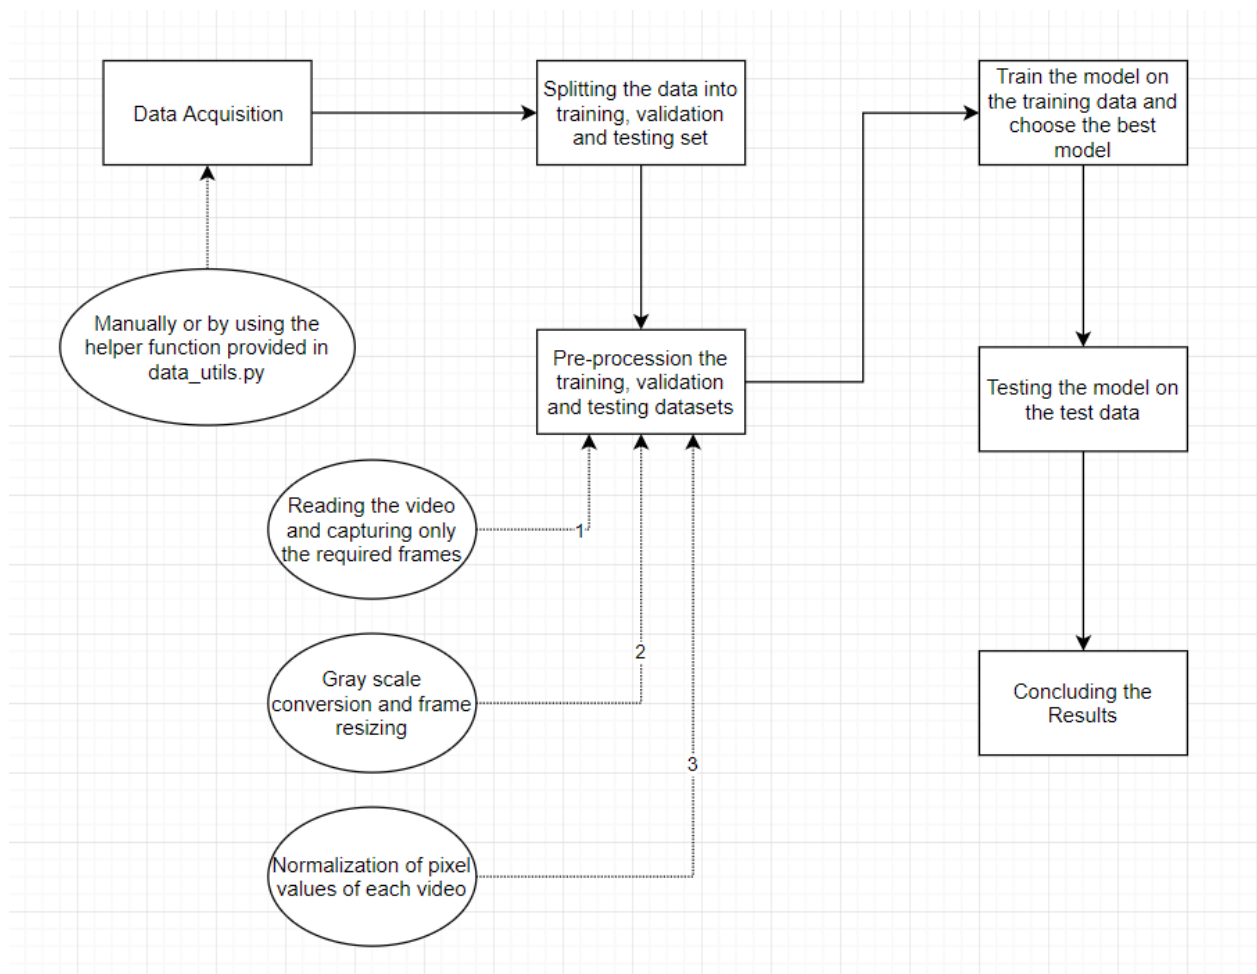 Data Acquisition
Splitting the data into
training, validation
and testing set
Train the model on
the training data and
choose the best
model
Manually or by using the
helper function provided in
data_utils.py
Pre-procession the
training, validation
and testing datasets
Testing the model on
the test data
Reading the video
and capturing only
the required frames
1
Gray scale
conversion and frame
resizing
2
Concluding the
Results
3
Normalization of pixel
values of each video